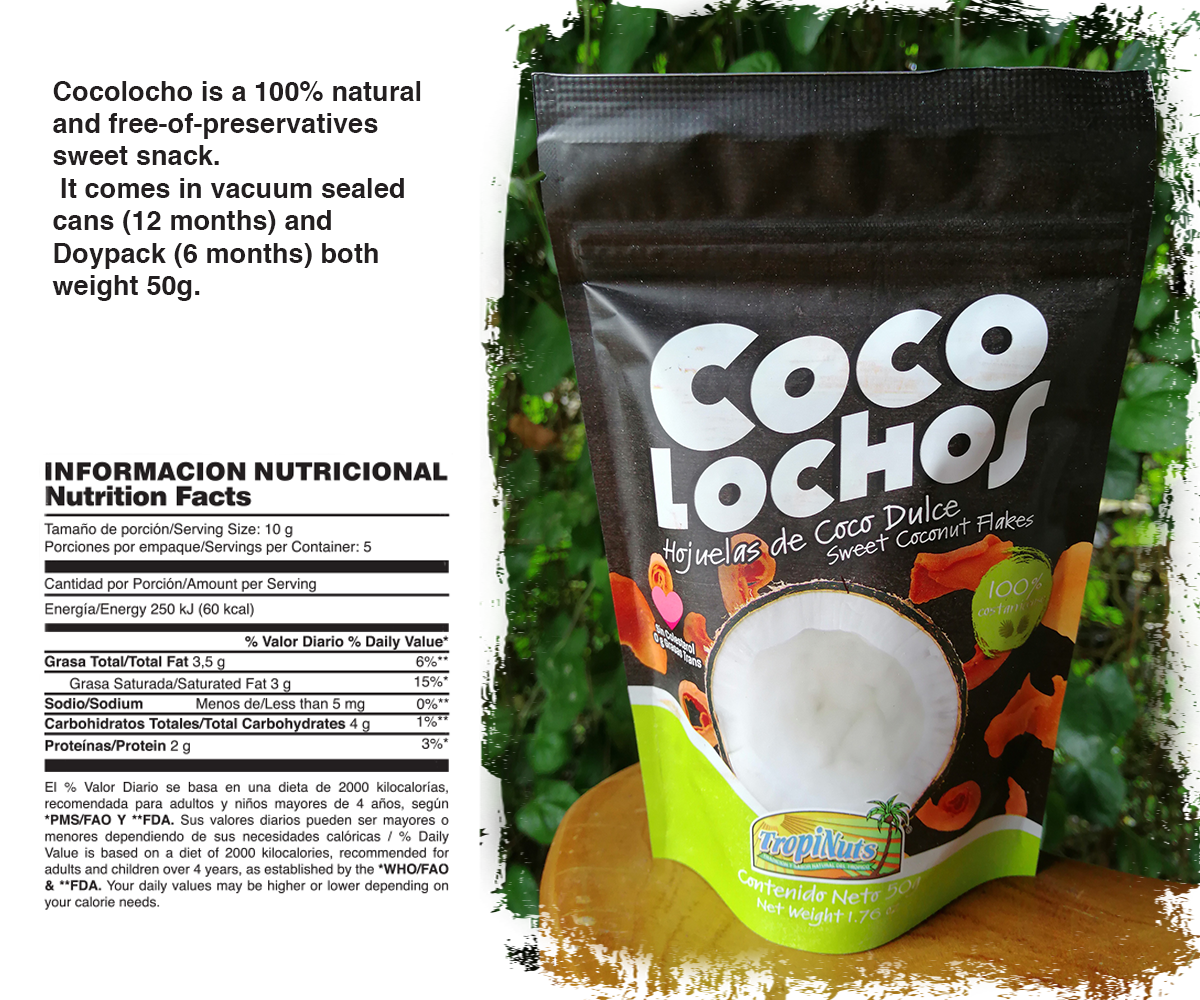 Cocolocho is a 100% natural
and free-of-preservatives
sweet snack.
It comes in vacuum sealed
cans (12 months) and
Doypack (6 months) both
weight 50g.
INFORMACION NUTRICIONAL
Nutrition Facts
Tamaño de porción/Serving Size: 10 g
Porciones por empaque/Servings per Container: 5
Cantidad por Porción/Amount per Serving
Energía/Energy 250 kJ (60 kcal)
% Valor Diario % Daily Value*
Grasa Total/Total Fat 3,5 g 6%**
Grasa Saturada/Saturated Fat 3 g 15%*
Sodio/Sodium Menos de/Less than 5 mg 0%**
Carbohidratos Totales/Total Carbohydrates 4 g 1%**
Proteínas/Protein 2 g 3%*
El % Valor Diario se basa en una dieta de 2000 kilocalorías,
recomendada para adultos y niños mayores de 4 años, según
*PMS/FAO Y **FDA. Sus valores diarios pueden ser mayores o
menores dependiendo de sus necesidades calóricas / % Daily
Value is based on a diet of 2000 kilocalories, recommended for
adults and children over 4 years, as established by the *WHO/FAO
& **FDA. Your daily values may be higher or lower depending on
your calorie needs.
COCO
LOCHOS
Hojuelas de Coco Dulce
Sweet Coconut Flakes
100%
Sin Colesterol
0 g Grasas Trans
TropiNuts
Contenido Neto 50g
Net Weight 1.76